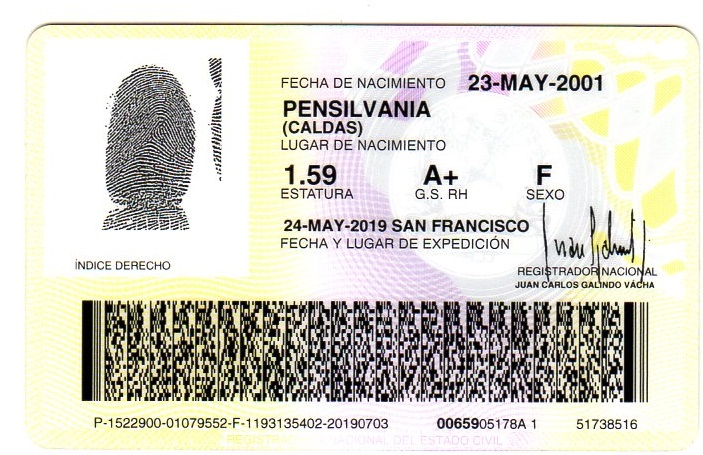 FECHA DE NACIMIENTO 23-MAY-2001
PENSILVANIA
(CALDAS)
LUGAR DE NACIMIENTO
1.59 A+ F
ESTATURA G.S. RH SEXO
24-MAY-2019 SAN FRANCISCO
FECHA Y LUGAR DE EXPEDICIÓN
ÍNDICE DERECHO
REGISTRADOR NACIONAL
JUAN CARLOS GALINDO VÁCHA
P-1522900-01079552-F-1193135402-20190703 0065905178A 1 51738516
REGISTRADURÍA NACIONAL DEL ESTADO CIVIL